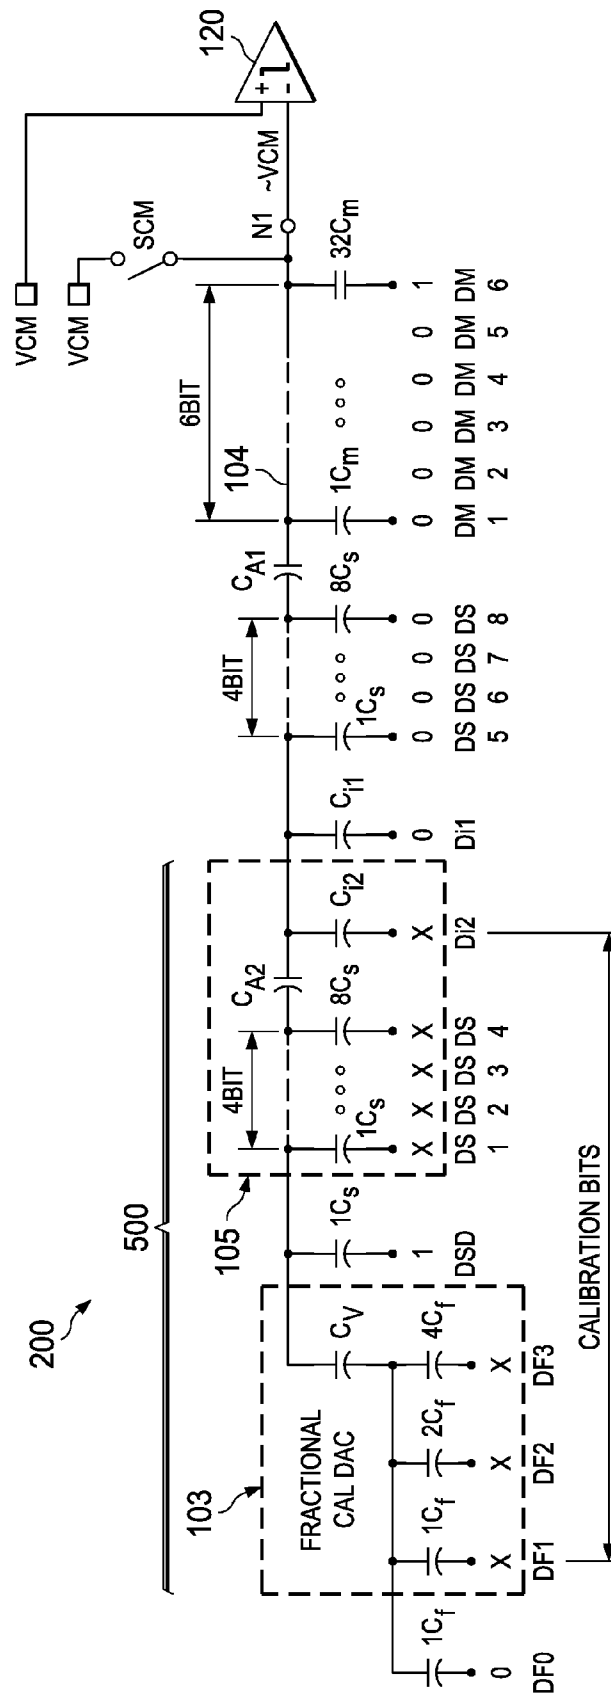 200
500
103
FRACTIONAL
CAL DAC
CV
1Cf
1Cf
2Cf
4Cf
0
X
X
X
DF0
DF1
DF2
DF3
1Cs
1
DSD
105
4BIT
1Cs
8Cs
CA2
Ci2
X X X X X
DS DS DS DS Di2
1 2 3 4
CALIBRATION BITS
Ci1
0
Di1
4BIT
1Cs
8Cs
0 0 0 0
DS DS DS DS
5 6 7 8
CA1
104
6BIT
1Cm
32Cm
0 0 0 0 0 1
DM DM DM DM DM DM
1 2 3 4 5 6
VCM
VCM
SCM
N1
~VCM
+
-
120